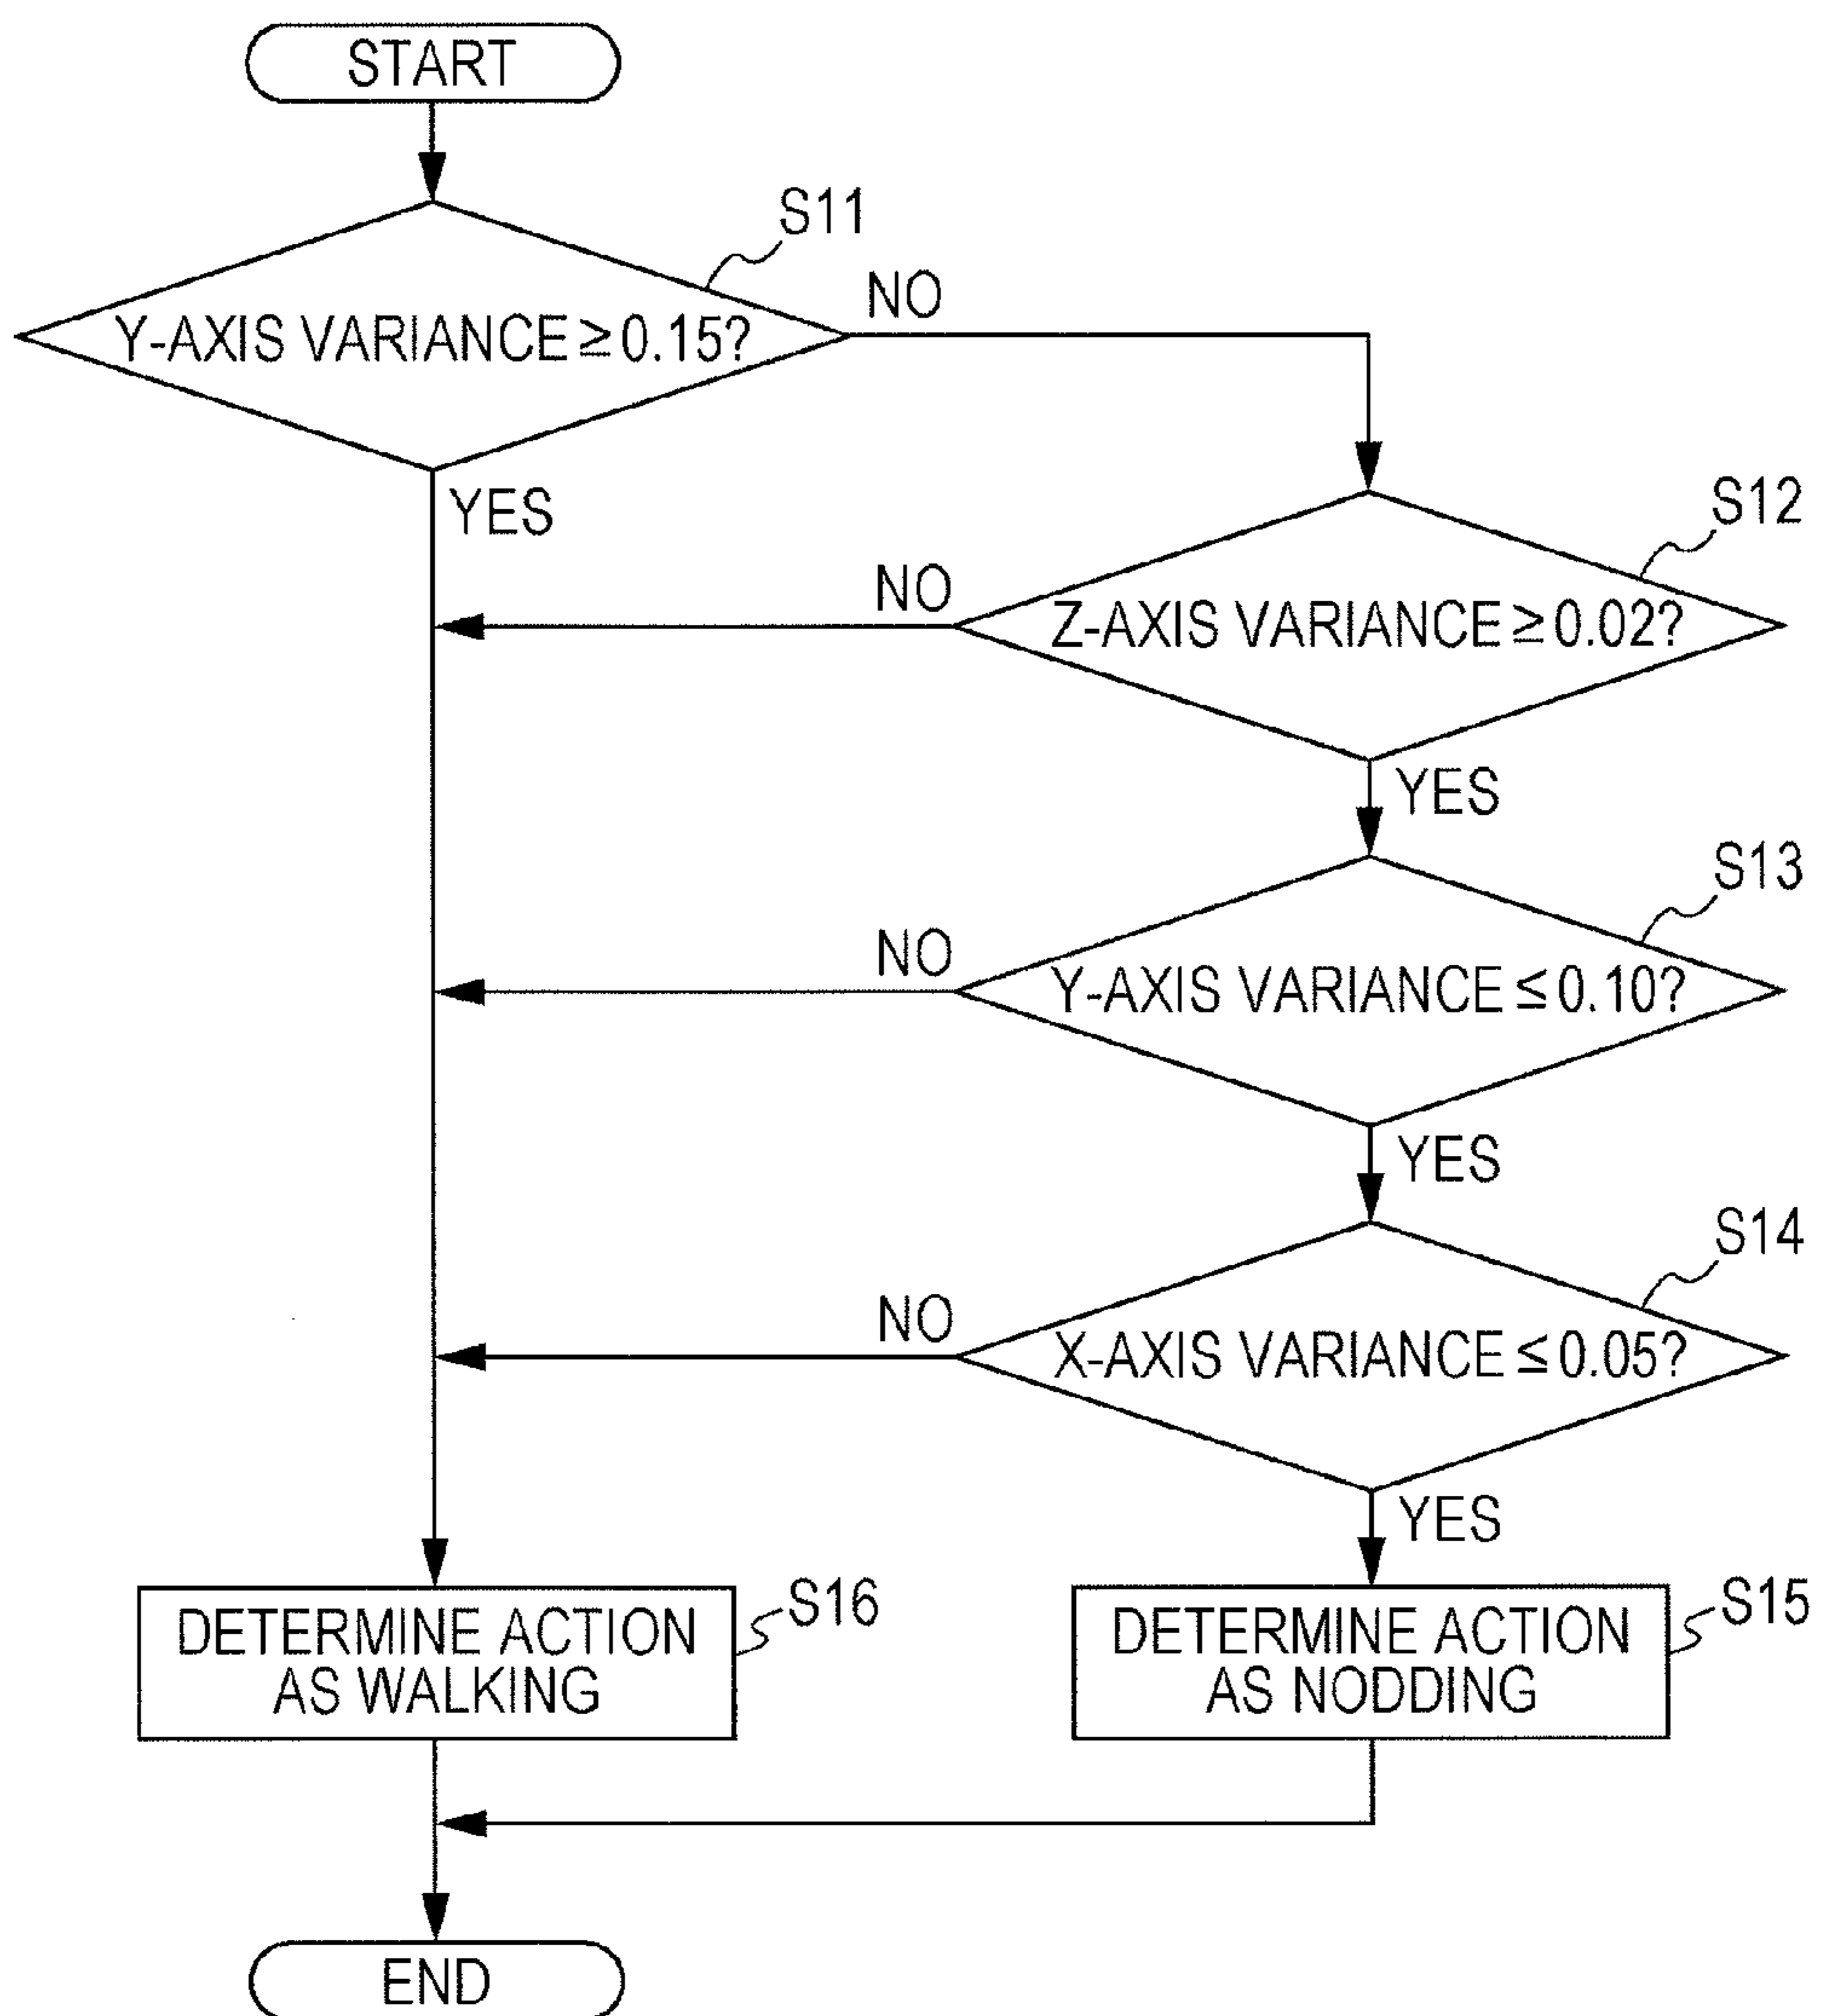 START
S11
Y-AXIS VARIANCE ≧ 0.15?
NO
YES
S12
NO
Z-AXIS VARIANCE ≥ 0.02?
YES
S13
NO
Y-AXIS VARIANCE ≤ 0.10?
YES
S14
NO
X-AXIS VARIANCE ≤ 0.05?
YES
S16
DETERMINE ACTION
AS WALKING
S15
DETERMINE ACTION
AS NODDING
END